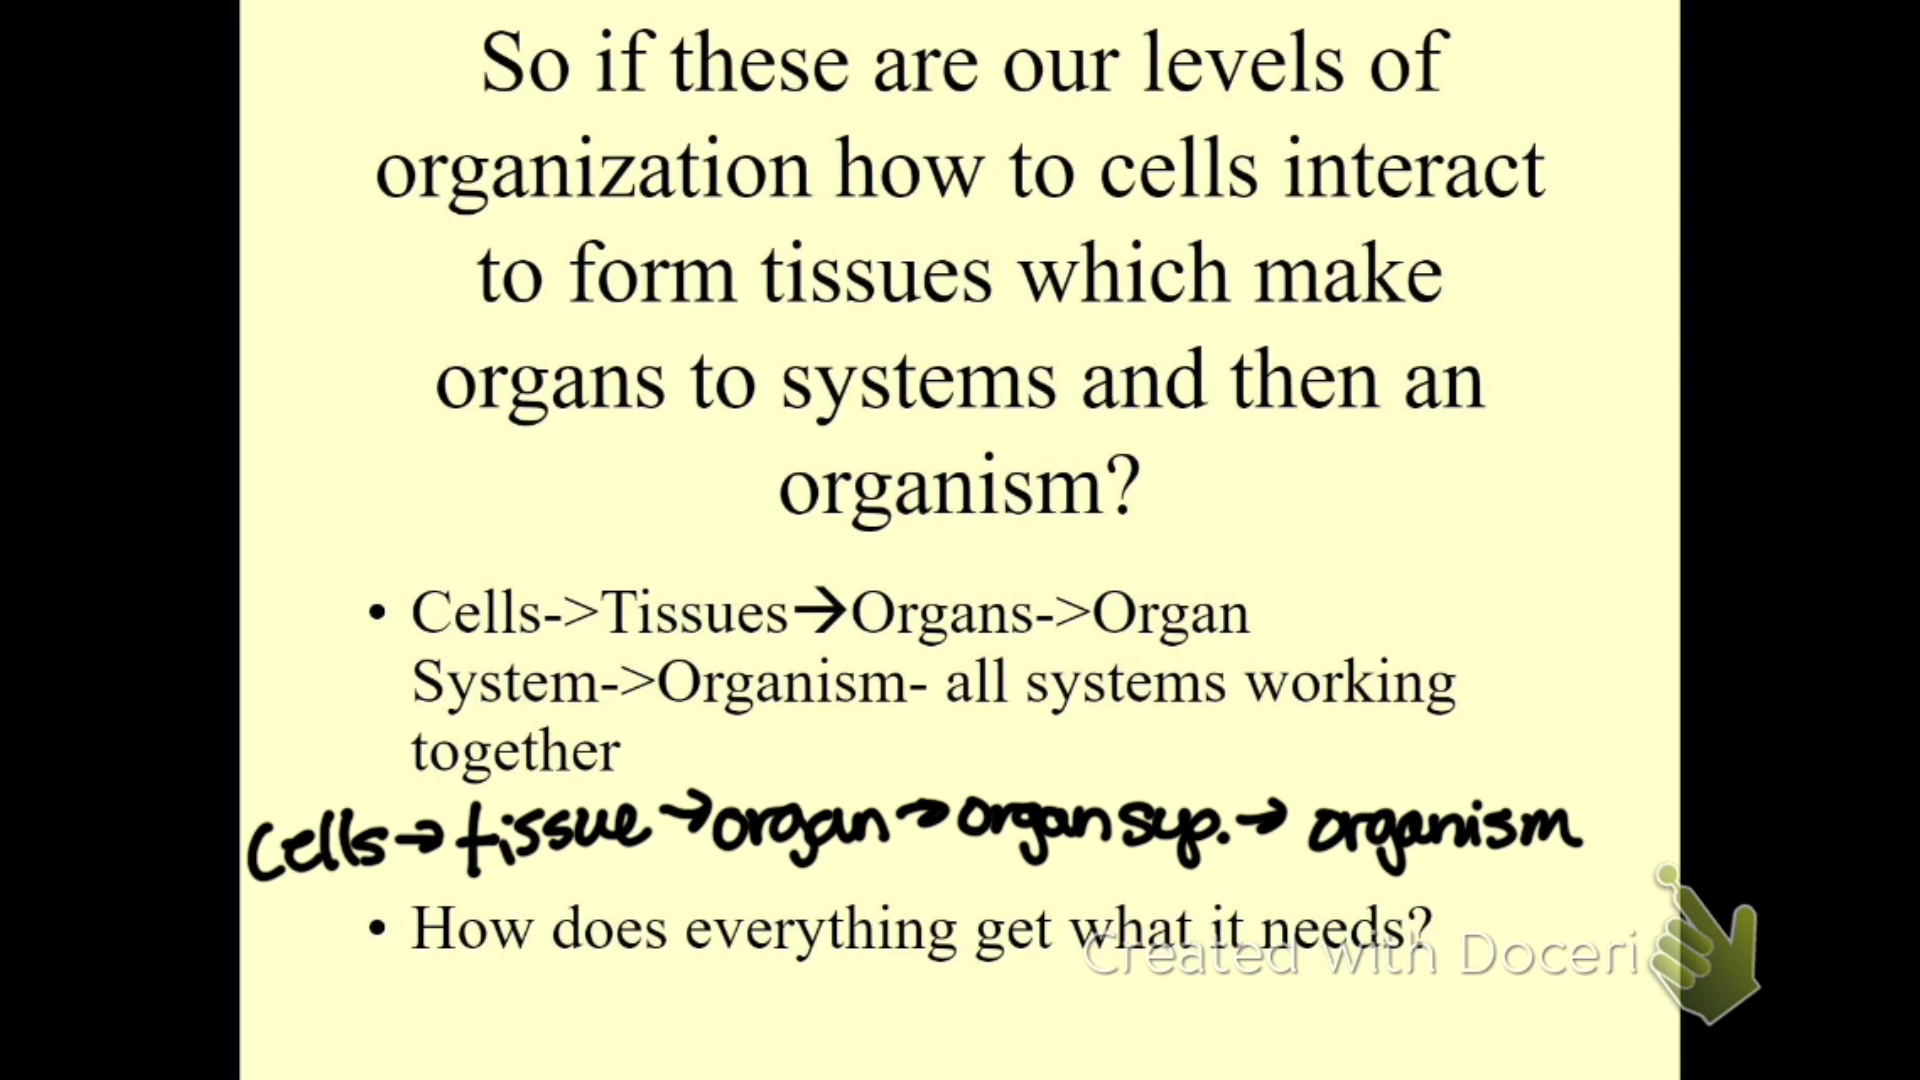 So if these are our levels of
organization how to cells interact
to form tissues which make
organs to systems and then an
organism?
• Cells->Tissues→Organs->Organ
System->Organism- all systems working
together
Cells→tissue→organ→organ sys.→organism
• How does everything get what it needs?
Created with Doceri